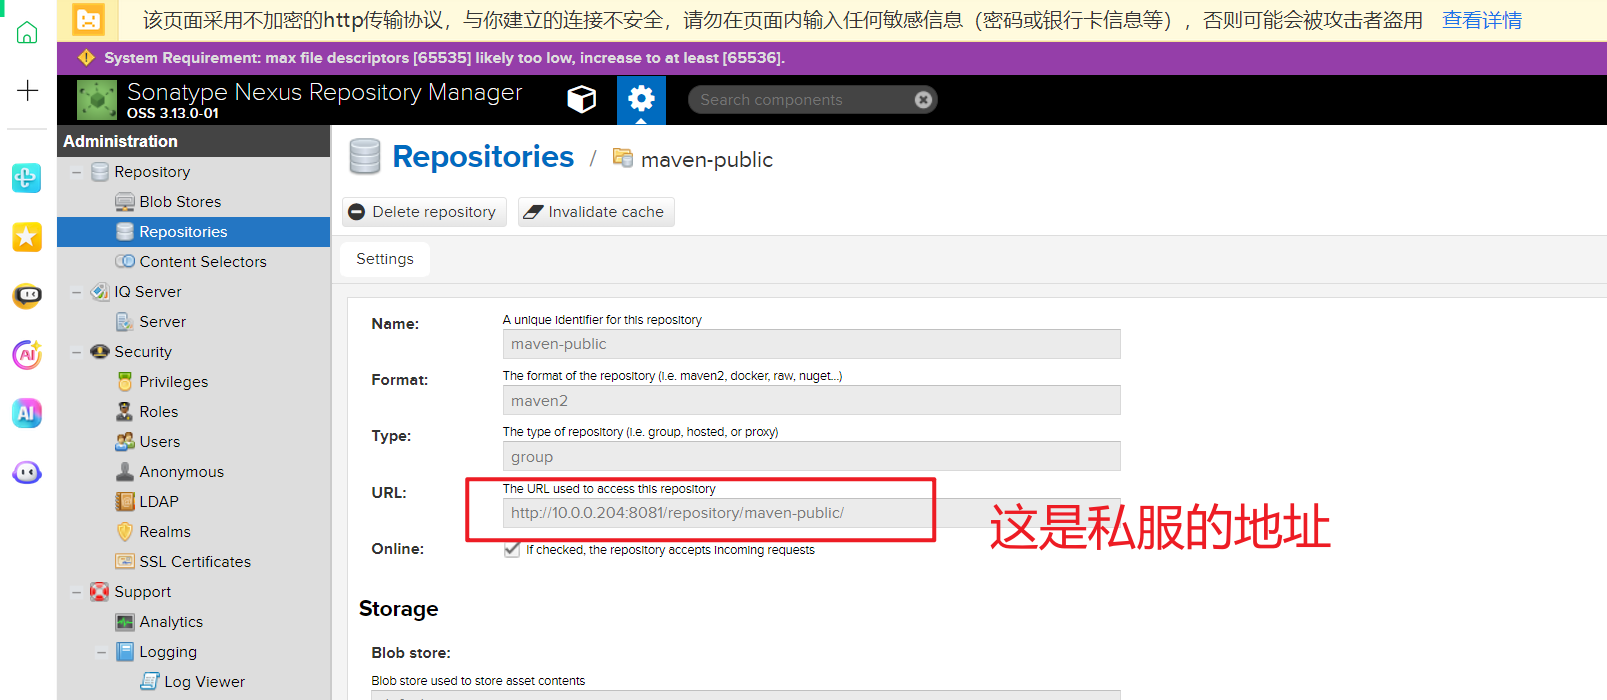 该页面采用不加密的http传输协议，与你建立的连接不安全，请勿在页面内输入任何敏感信息（密码或银行卡信息等），否则可能会被攻击者盗用 查看详情
System Requirement: max file descriptors [65535] likely too low, increase to at least [65536].
Sonatype Nexus Repository Manager
OSS 3.13.0-01
Search components
Administration
Repository
Blob Stores
Repositories
Content Selectors
IQ Server
Server
Security
Privileges
Roles
Users
Anonymous
LDAP
Realms
SSL Certificates
Support
Analytics
Logging
Log Viewer
Repositories / maven-public
Delete repository
Invalidate cache
Settings
Name:
A unique identifier for this repository
maven-public
Format:
The format of the repository (i.e. maven2, docker, raw, nuget...)
maven2
Type:
The type of repository (i.e. group, hosted, or proxy)
group
URL:
The URL used to access this repository
http://10.0.0.204:8081/repository/maven-public/
这是私服的地址
Online:
If checked, the repository accepts incoming requests
Storage
Blob store:
Blob store used to store asset contents
AI
AI